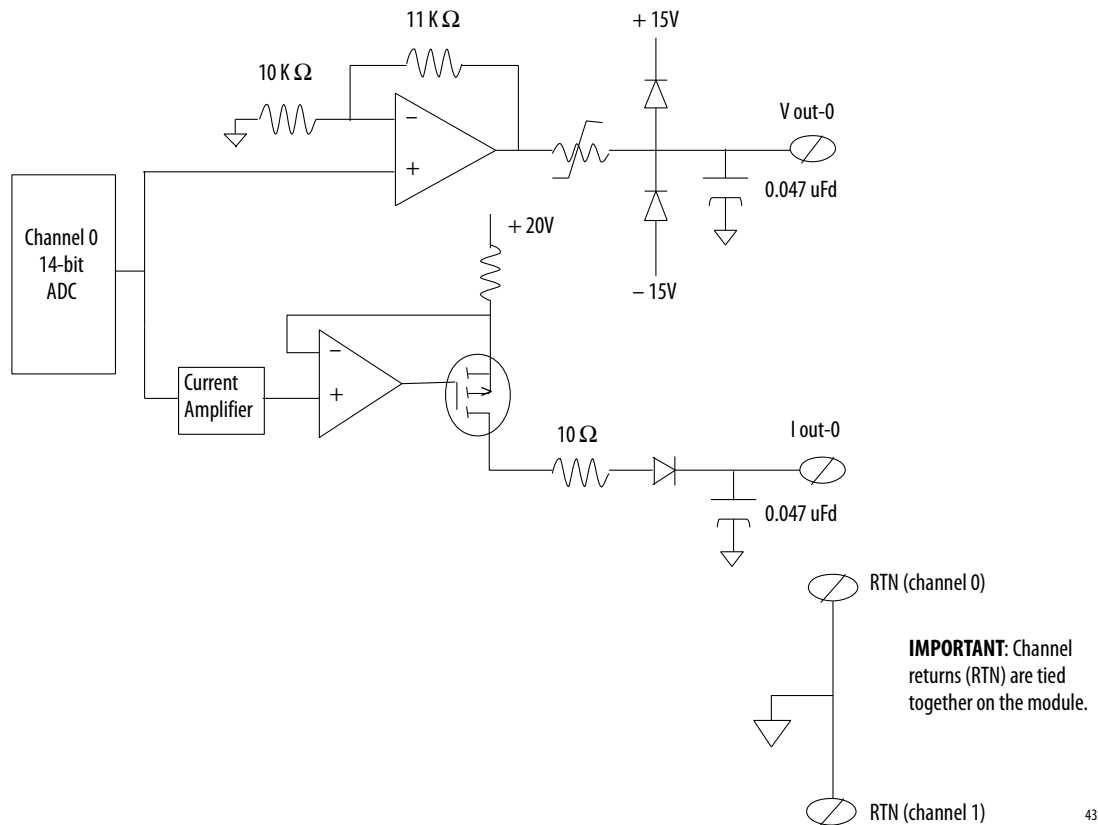 11 K Ω
+ 15V
10 K Ω
V out-0
−
+
0.047 uFd
Channel 0
14-bit
ADC
+ 20V
− 15V
−
+
Current
Amplifier
10 Ω
I out-0
0.047 uFd
RTN (channel 0)
IMPORTANT: Channel
returns (RTN) are tied
together on the module.
RTN (channel 1)
43